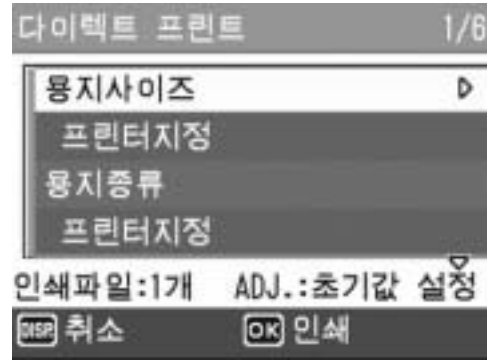 다이렉트 프린트 1/6
용지사이즈
프린터지정
용지종류
프린터지정
인쇄파일:1개 ADJ.:초기값 설정
DISP. 취소 OK 인쇄